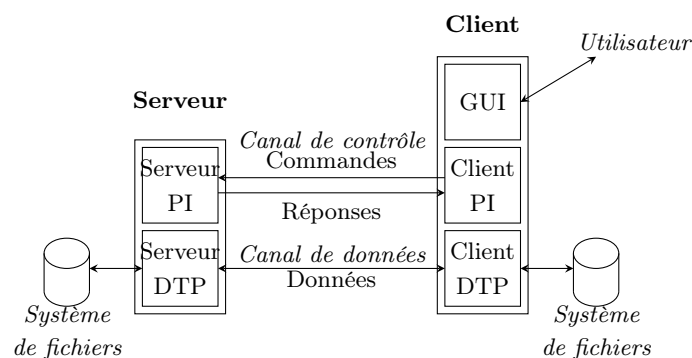 Client
Utilisateur
GUI
Serveur
Canal de contrôle
Commandes
Serveur
PI
Client
PI
Réponses
Serveur
DTP
Canal de données
Données
Client
DTP
Système
de fichiers
Système
de fichiers